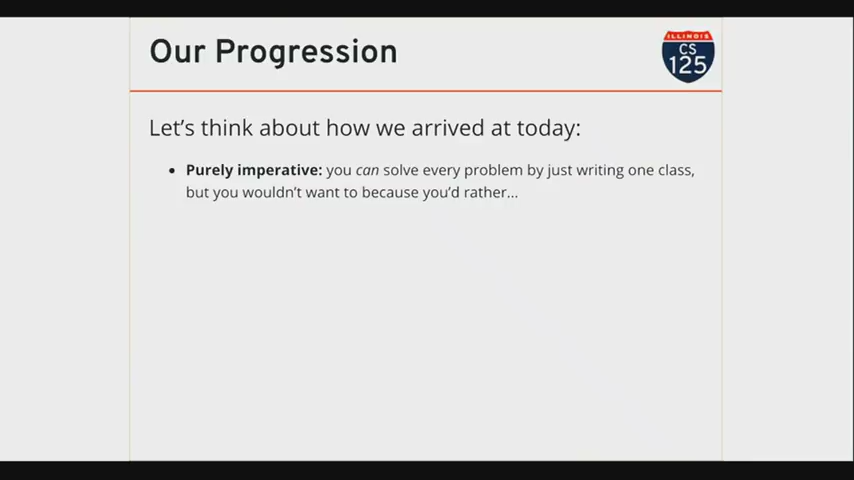 Our Progression
ILLINOIS
CS
125
Let's think about how we arrived at today:
• Purely imperative: you can solve every problem by just writing one class,
but you wouldn't want to because you'd rather...